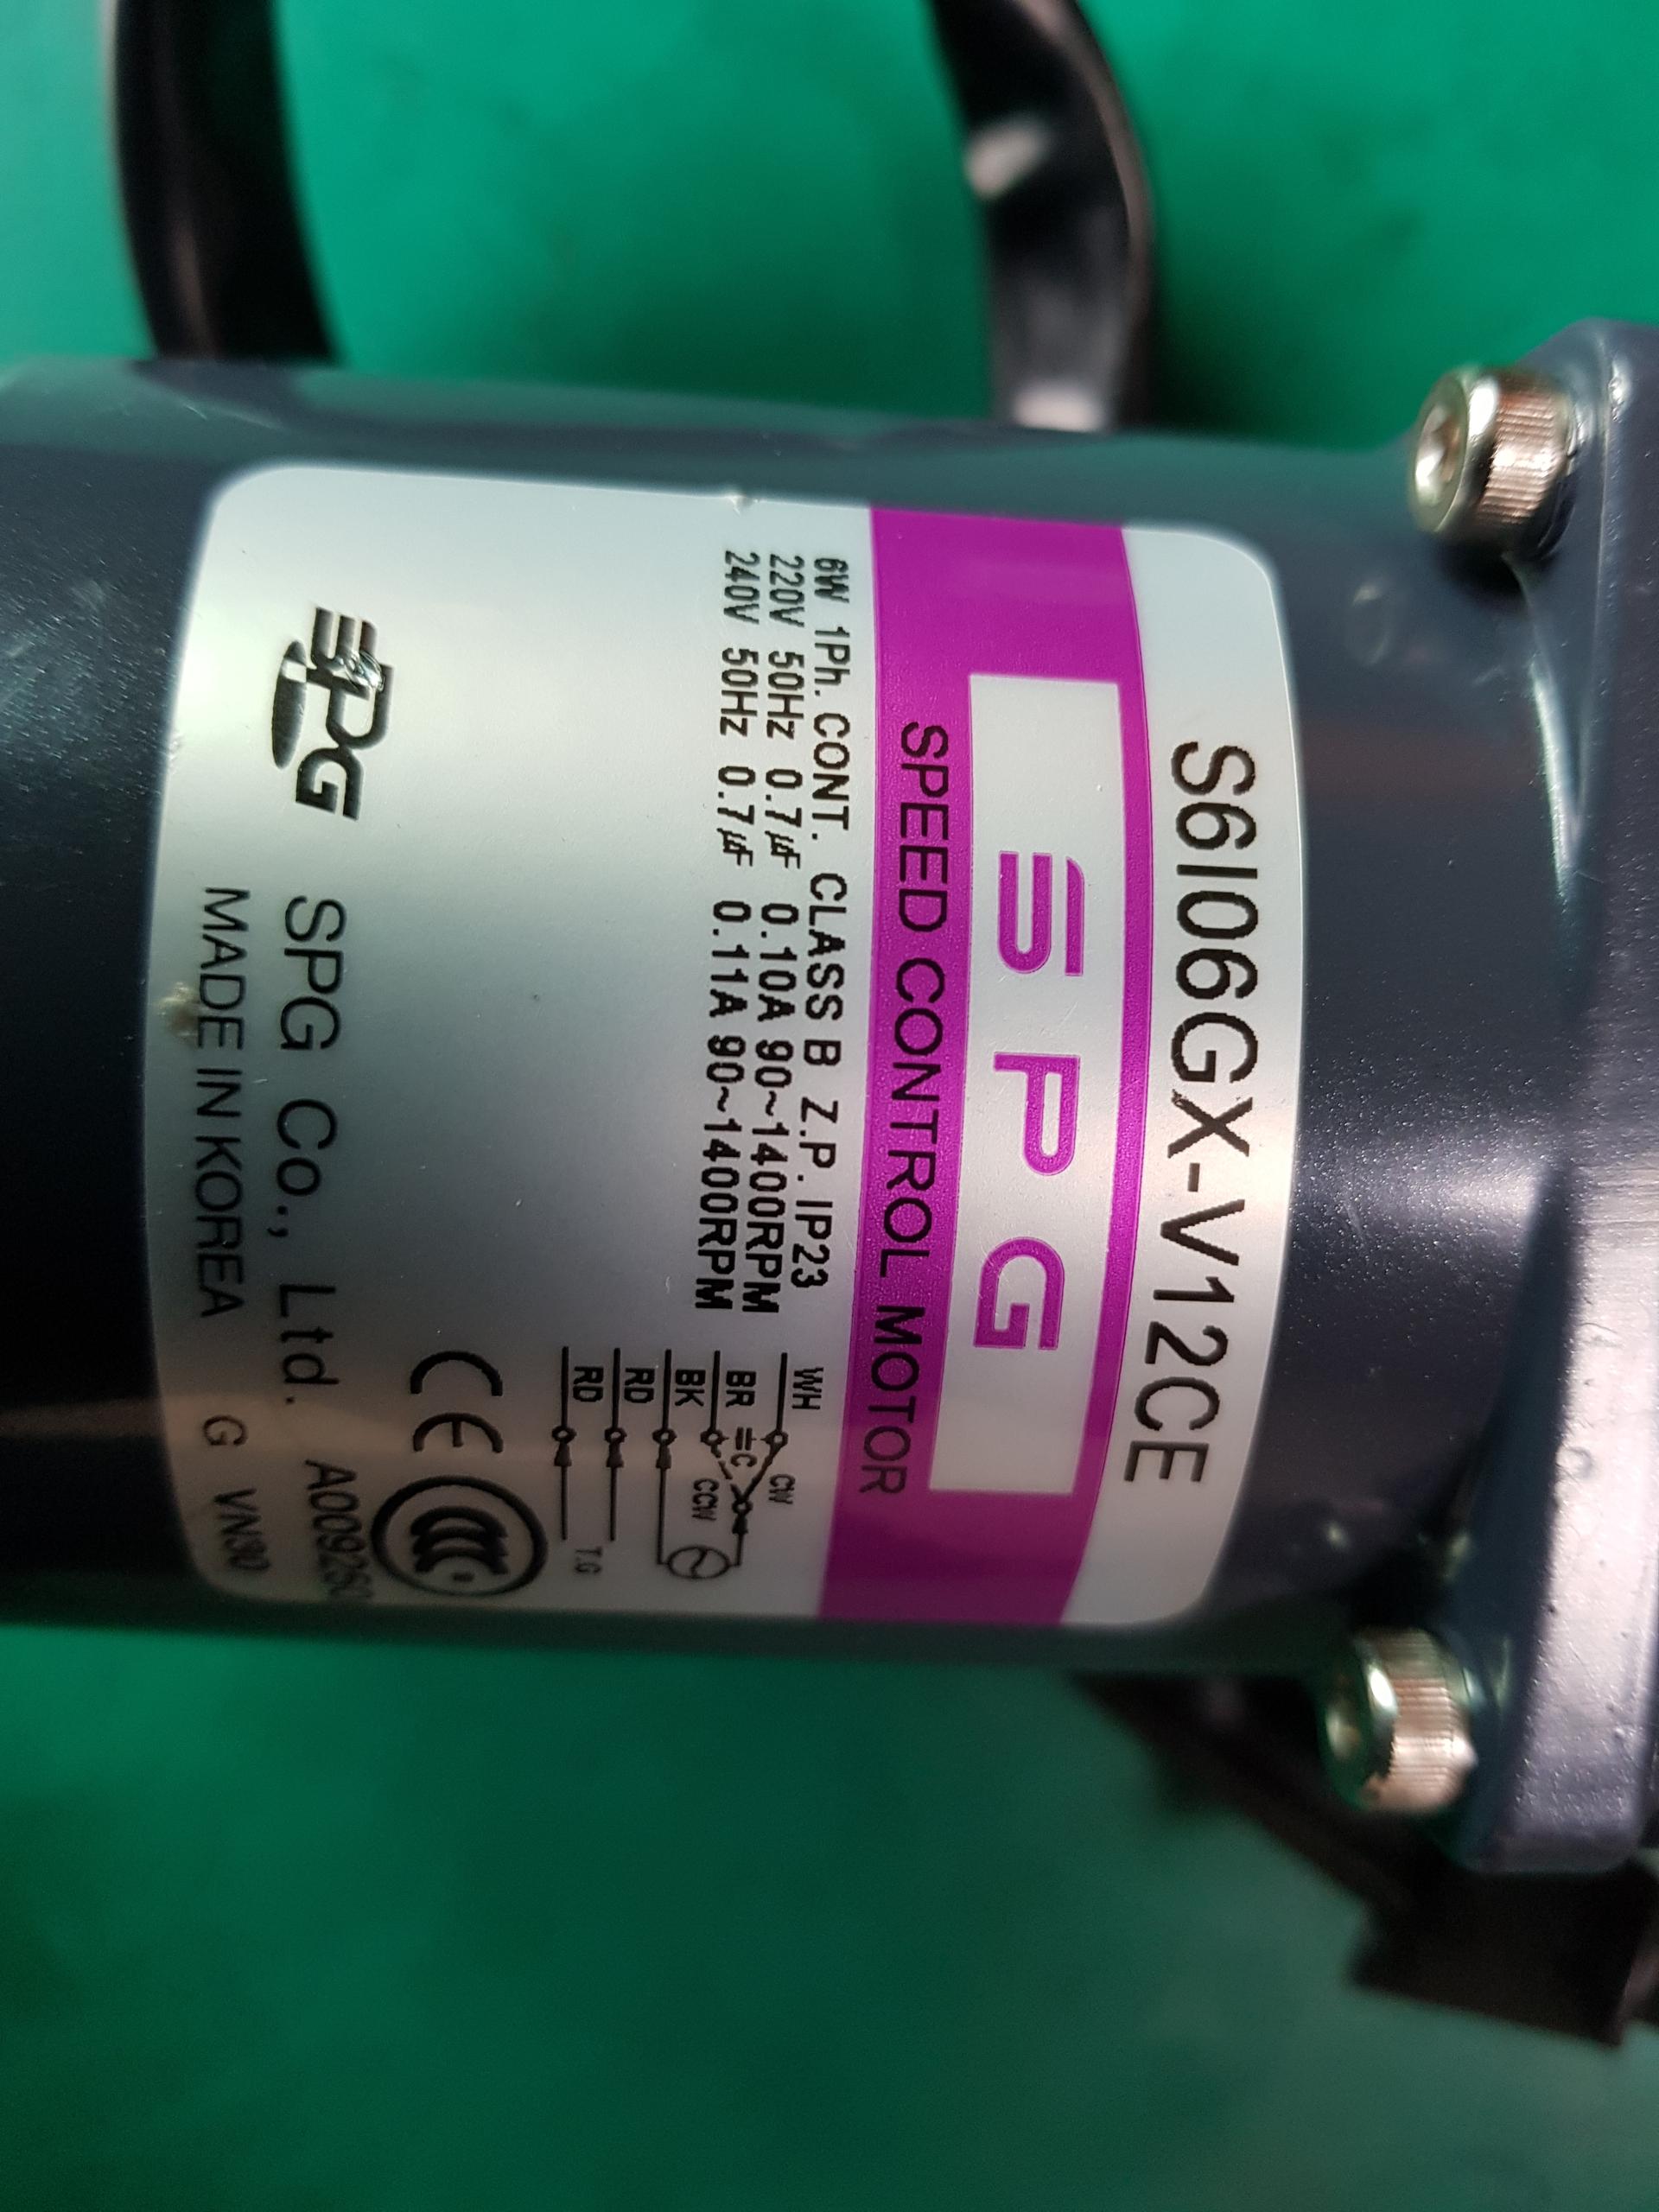 S6I06GX-V12CE
SPG
SPEED CONTROL MOTOR
6W 1Ph. CONT. CLASS B Z.P. IP23
220V 50Hz 0.7㎌ 0.10A 90~1400RPM
240V 50Hz 0.7㎌ 0.11A 90~1400RPM
WH
CW
BR =C
CCW
BK
RD
RD
T.G
CE CCC
SPG
SPG Co., Ltd.
MADE IN KOREA G